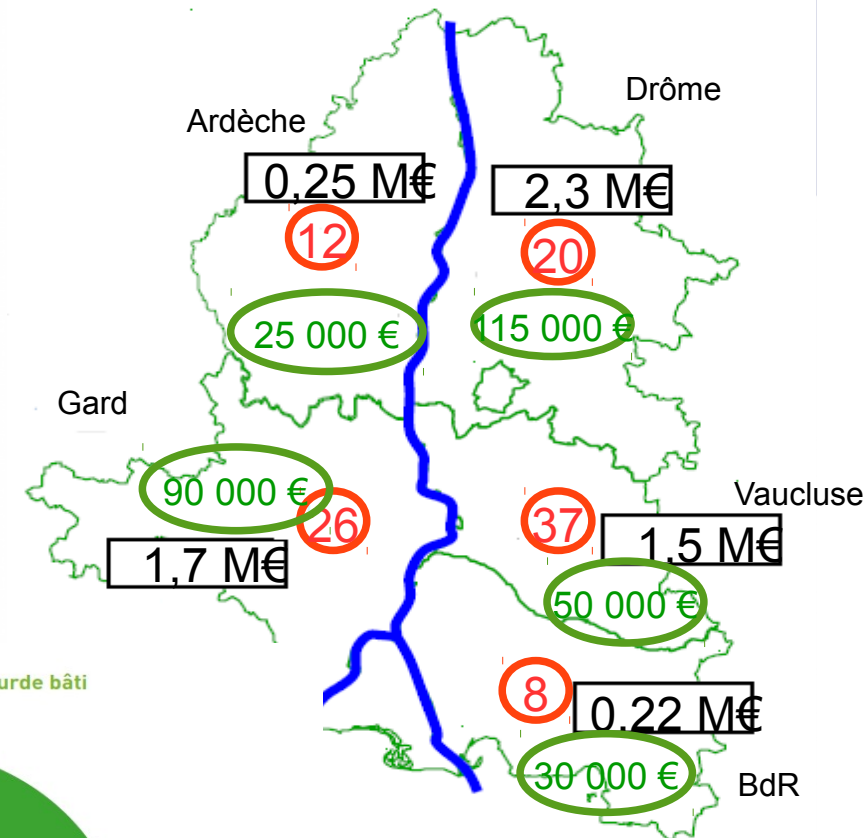 Drôme
Ardèche
0,25 M€
2,3 M€
12
20
25 000 €
115 000 €
Gard
90 000 €
26
37
Vaucluse
1,7 M€
1,5 M€
50 000 €
urde bâti
8
0,22 M€
30 000 €
BdR